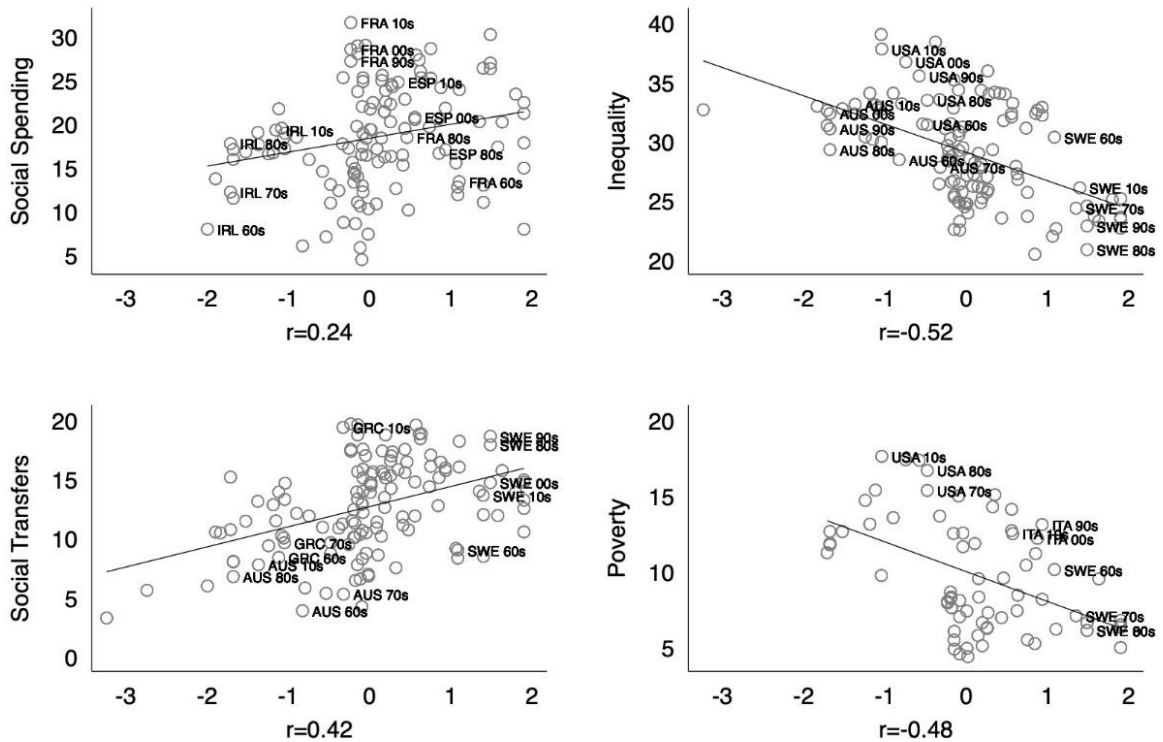 Social Spending
30
25
20
15
10
5
FRA 10s
FRA 00s
FRA 90s
ESP 10s
ESP 00s
IRL 10s
FRA 80s
IRL 80s
ESP 80s
FRA 60s
IRL 70s
IRL 60s
-3 -2 -1 0 1 2
r=0.24
Inequality
40
35
30
25
20
USA 10s
USA 00s
USA 90s
USA 80s
AUS 10s
AUS 00s
USA 60s
AUS 90s
SWE 60s
AUS 80s
AUS 60s
AUS 70s
SWE 10s
SWE 70s
SWE 90s
SWE 80s
-3 -2 -1 0 1 2
r=-0.52
Social Transfers
20
15
10
5
0
GRC 10s
SWE 90s
SWE 80s
SWE 00s
SWE 10s
GRC 70s
SWE 60s
GRC 60s
AUS 10s
AUS 80s
AUS 70s
AUS 60s
-3 -2 -1 0 1 2
r=0.42
Poverty
20
15
10
5
USA 10s
USA 80s
USA 70s
ITA 90s
ITA 10s
ITA 00s
SWE 60s
SWE 70s
SWE 80s
-3 -2 -1 0 1 2
r=-0.48